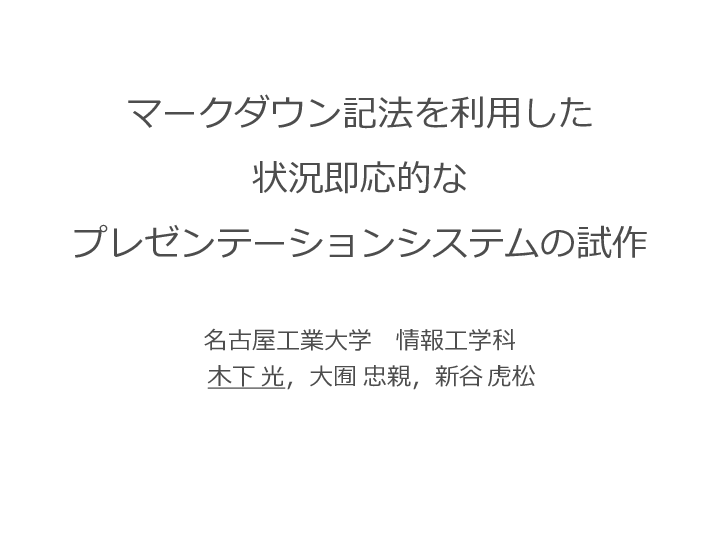 マークダウン記法を利用した
状況即応的な
プレゼンテーションシステムの試作
名古屋工業大学　情報工学科
木下 光，大囿 忠親，新谷 虎松